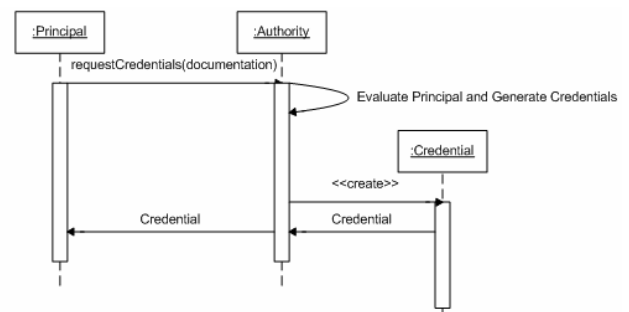 :Principal
:Authority
requestCredentials(documentation)
Evaluate Principal and Generate Credentials
:Credential
<<create>>
Credential
Credential